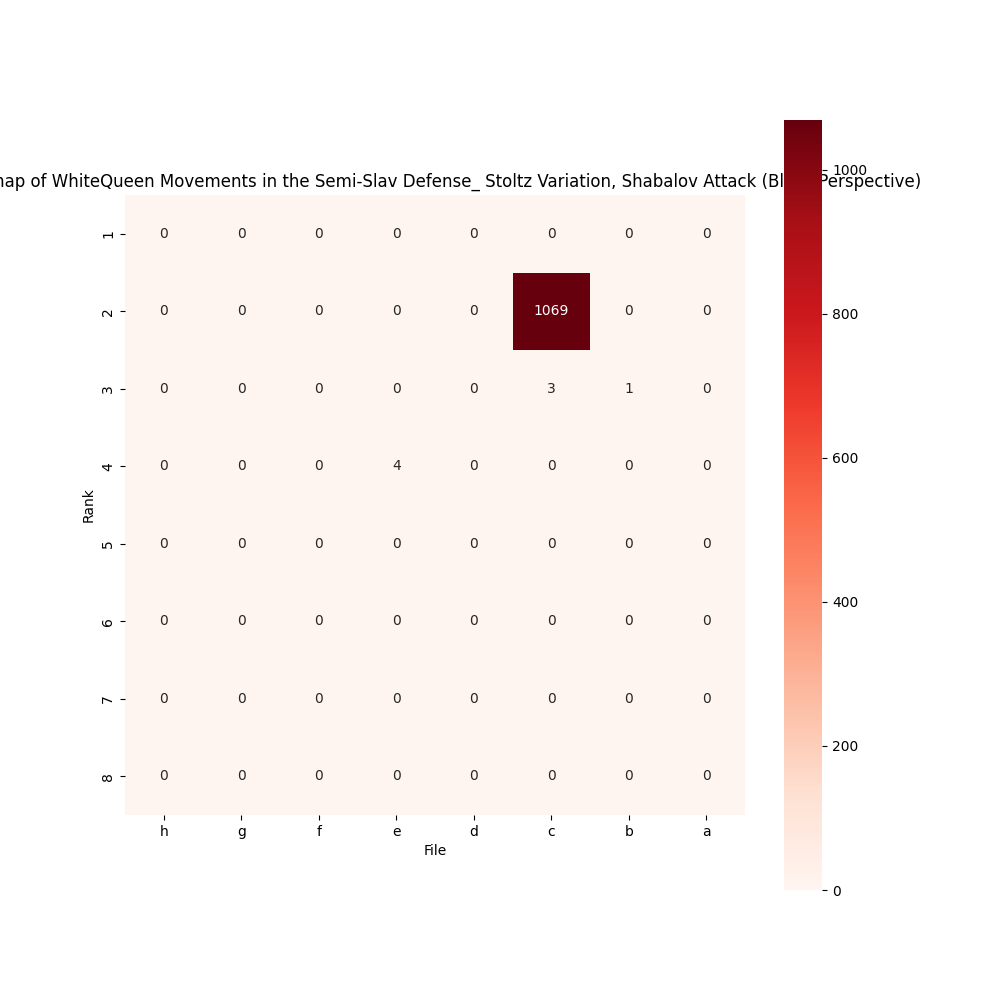 of WhiteQueen Movements in the Semi-Slav Defense_ Stoltz Variation, Shabalov Attack Perspective)
1 0 0 0 0 0 0 0 0
2 0 0 0 0 0 1069 0 0
3 0 0 0 0 0 3 1 0
4 0 0 0 4 0 0 0 0
5 0 0 0 0 0 0 0 0
6 0 0 0 0 0 0 0 0
7 0 0 0 0 0 0 0 0
8 0 0 0 0 0 0 0 0
Rank
h g f e d c b a
File
1000
800
600
400
200
0